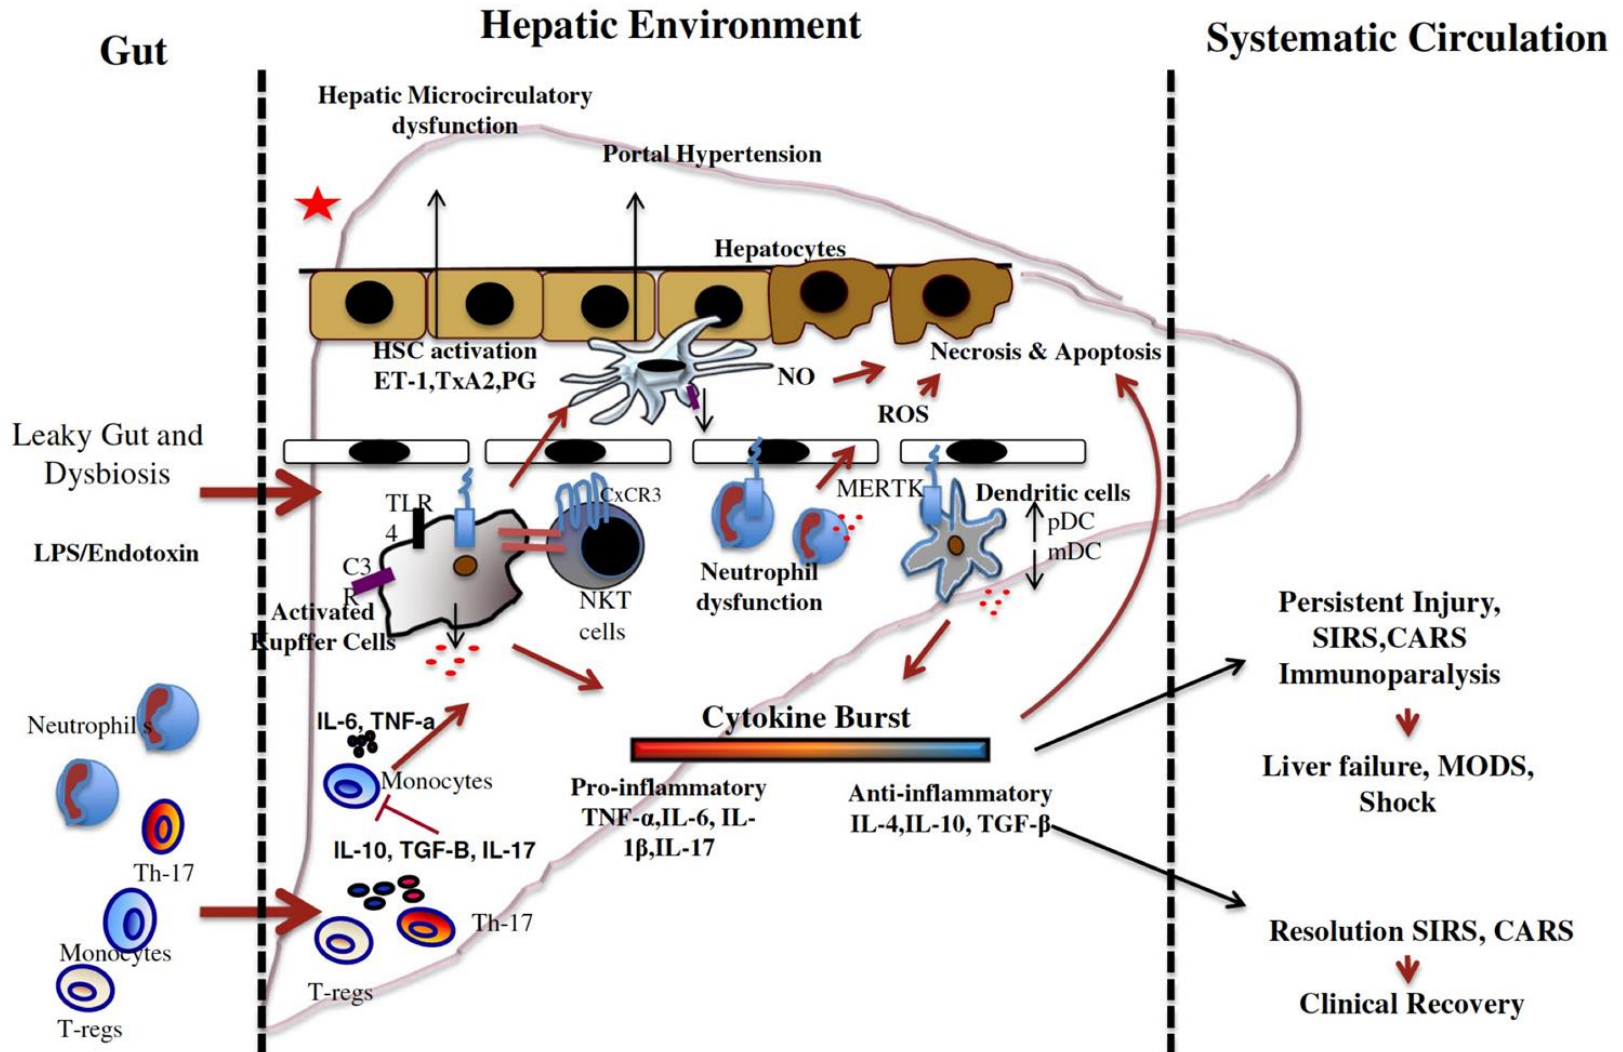 Gut
Hepatic Environment
Systematic Circulation
Hepatic Microcirculatory
dysfunction
Portal Hypertension
Hepatocytes
HSC activation
ET-1,TxA2,PG
NO
Necrosis & Apoptosis
ROS
Leaky Gut and
Dysbiosis
LPS/Endotoxin
TLR
4
C3
R
Activated
Kupffer Cells
CxCR3
NKT
cells
Neutrophil
dysfunction
MERTK
Dendritic cells
pDC
mDC
Neutrophil s
Th-17
Monocytes
T-regs
IL-6, TNF-a
Monocytes
IL-10, TGF-B, IL-17
Th-17
T-regs
Cytokine Burst
Pro-inflammatory
TNF-α,IL-6, IL-
1β,IL-17
Anti-inflammatory
IL-4,IL-10, TGF-β
Persistent Injury,
SIRS,CARS
Immunoparalysis
Liver failure, MODS,
Shock
Resolution SIRS, CARS
Clinical Recovery